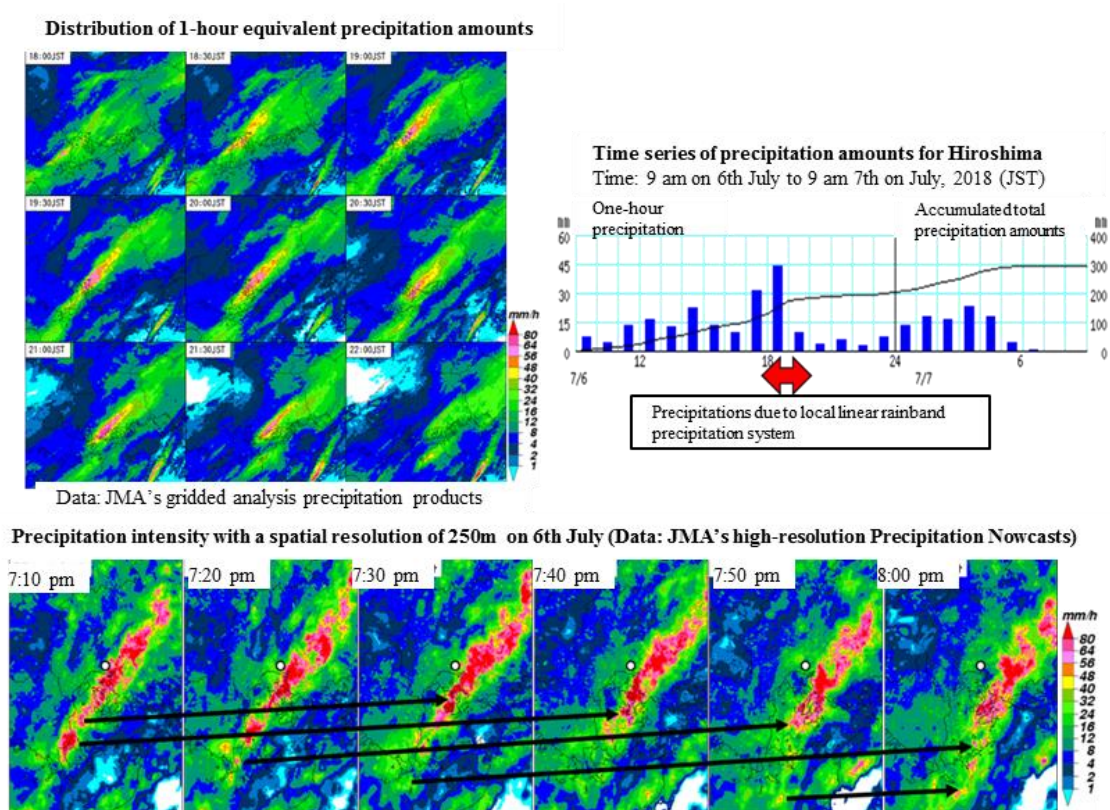 Distribution of 1-hour equivalent precipitation amounts
18:00JST
18:30JST
19:00JST
19:30JST
20:00JST
20:30JST
21:00JST
21:30JST
22:00JST
mm/h
80
64
56
48
40
32
24
16
12
8
4
2
1
Data: JMA's gridded analysis precipitation products
Time series of precipitation amounts for Hiroshima
Time: 9 am on 6th July to 9 am 7th on July, 2018 (JST)
One-hour
precipitation
Accumulated total
precipitation amounts
mm
60
45
30
15
0
mm
400
300
200
100
0
12
18
24
6
7/6
7/7
Precipitations due to local linear rainband
precipitation system
Precipitation intensity with a spatial resolution of 250m on 6th July (Data: JMA's high-resolution Precipitation Nowcasts)
7:10 pm
7:20 pm
7:30 pm
7:40 pm
7:50 pm
8:00 pm
mm/h
80
64
56
48
40
32
24
16
12
8
4
2
1